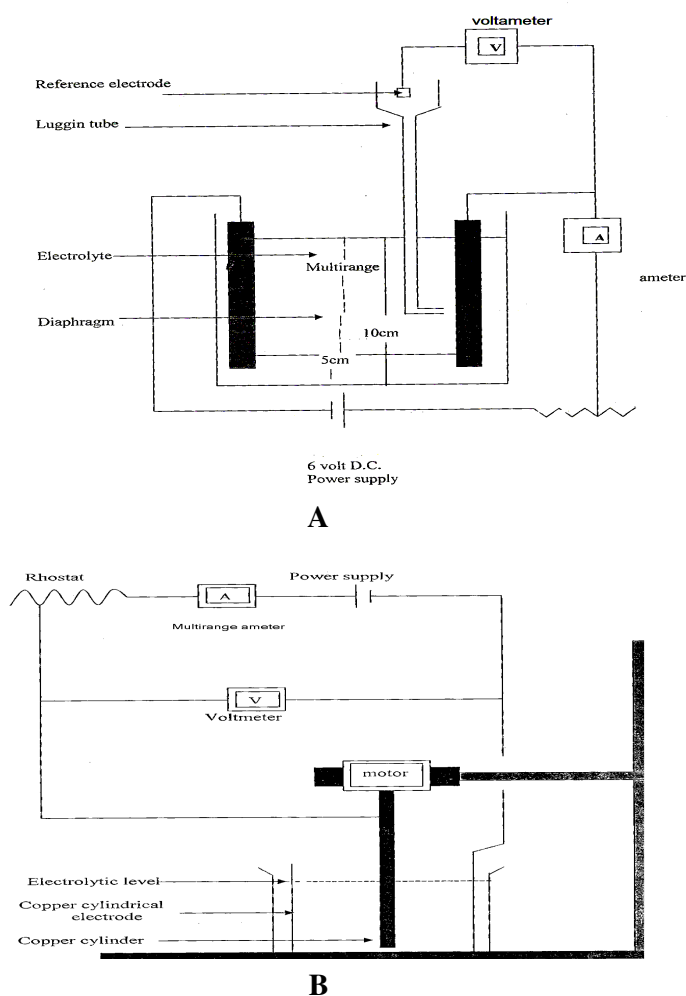 voltameter
V
Reference electrode
Luggin tube
A
Electrolyte
Multirange
ameter
Diaphragm
10cm
5cm
6 volt D.C.
Power supply
A
Rhostat
Power supply
A
Multirange ameter
V
Voltmeter
motor
Electrolytic level
Copper cylindrical
electrode
Copper cylinder
B